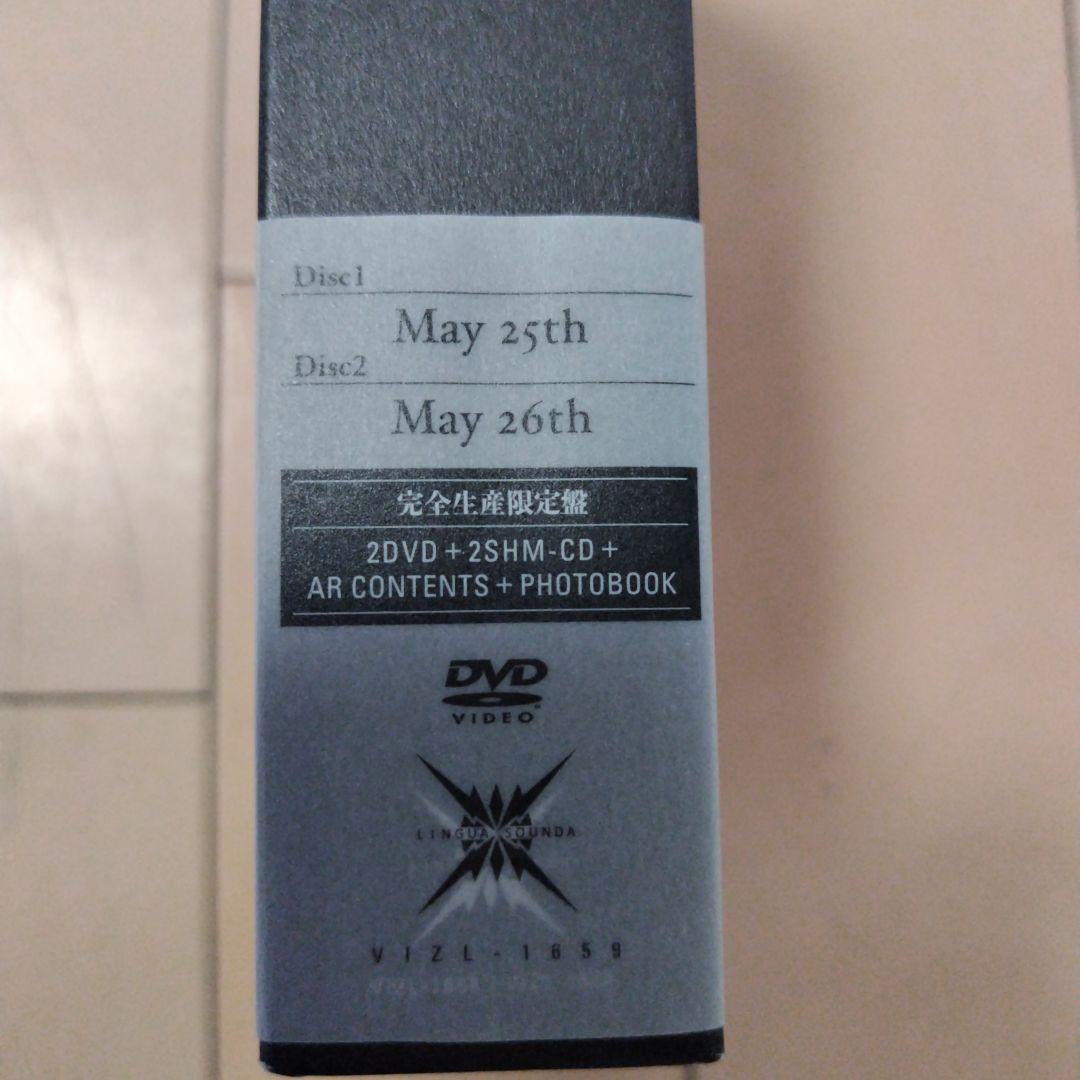 Disc1
May 25th
Disc2
May 26th
完全生産限定盤
2DVD+2SHM-CD+
AR CONTENTS+PHOTOBOOK
DVD
VIDEO
LINGUA SOUNDA
VIZL-1659